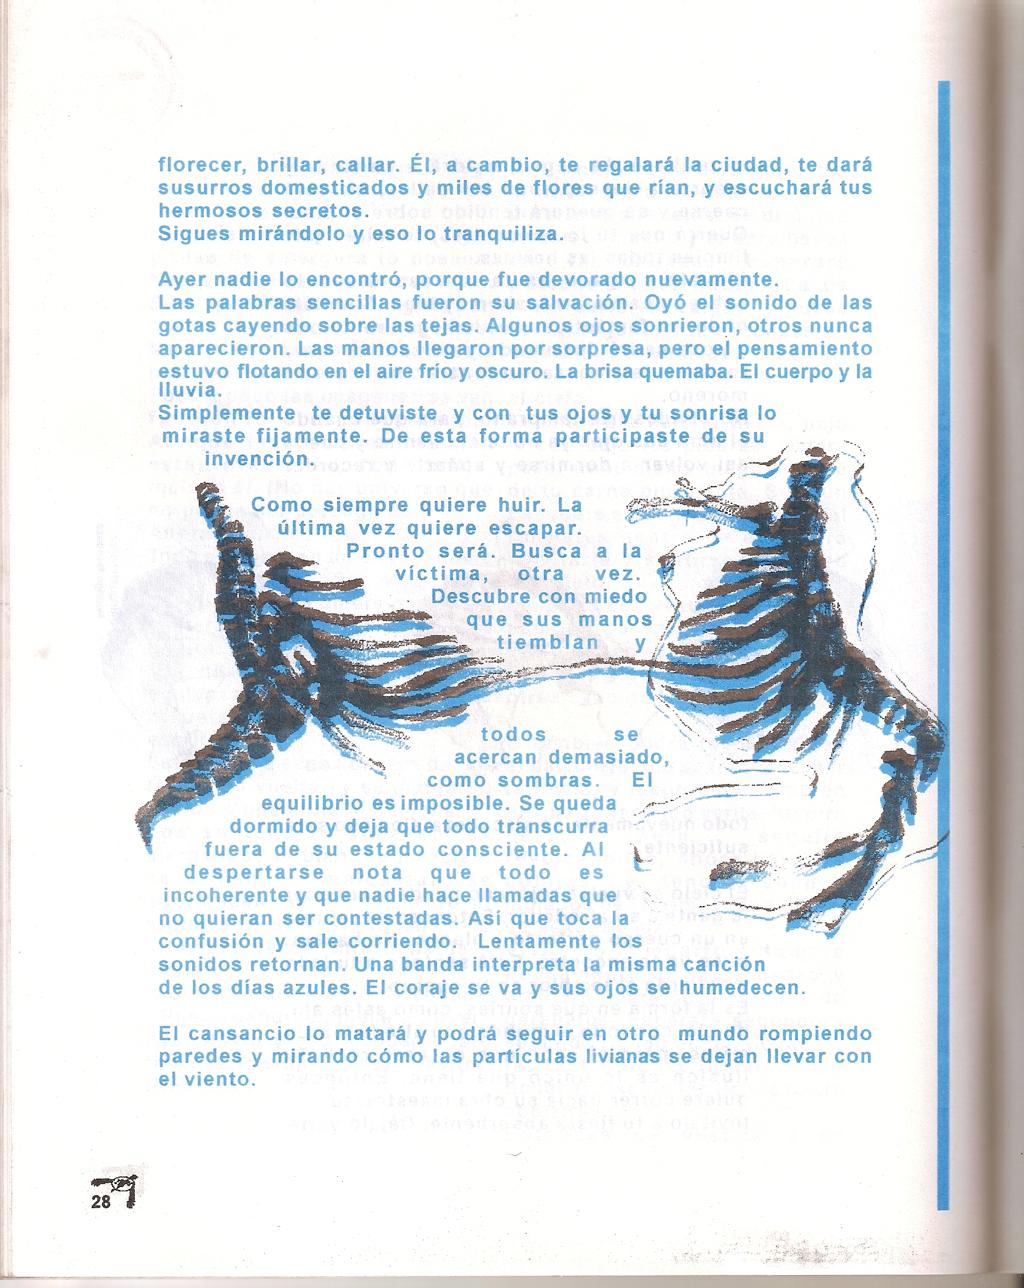 florecer, brillar, callar. Él, a cambio, te regalará la ciudad, te dará
susurros domesticados y miles de flores que rían, y escuchará tus
hermosos secretos.
Sigues mirándolo y eso lo tranquiliza.
Ayer nadie lo encontró, porque fue devorado nuevamente.
Las palabras sencillas fueron su salvación. Oyó el sonido de las
gotas cayendo sobre las tejas. Algunos ojos sonrieron, otros nunca
aparecieron. Las manos llegaron por sorpresa, pero el pensamiento
estuvo flotando en el aire frío y oscuro. La brisa quemaba. El cuerpo y la
lluvia.
Simplemente te detuviste y con tus ojos y tu sonrisa lo
miraste fijamente. De esta forma participaste de su
invención.
Como siempre quiere huir. La
última vez quiere escapar.
Pronto será. Busca a la
víctima, otra vez.
Descubre con miedo
que sus manos
tiemblan y
todos se
acercan demasiado,
como sombras. El
equilibrio es imposible. Se queda
dormido y deja que todo transcurra
fuera de su estado consciente. Al
despertarse nota que todo es
incoherente y que nadie hace llamadas que
no quieran ser contestadas. Así que toca la
confusión y sale corriendo. Lentamente los
sonidos retornan. Una banda interpreta la misma canción
de los días azules. El coraje se va y sus ojos se humedecen.
El cansancio lo matará y podrá seguir en otro mundo rompiendo
paredes y mirando cómo las partículas livianas se dejan llevar con
el viento.
28